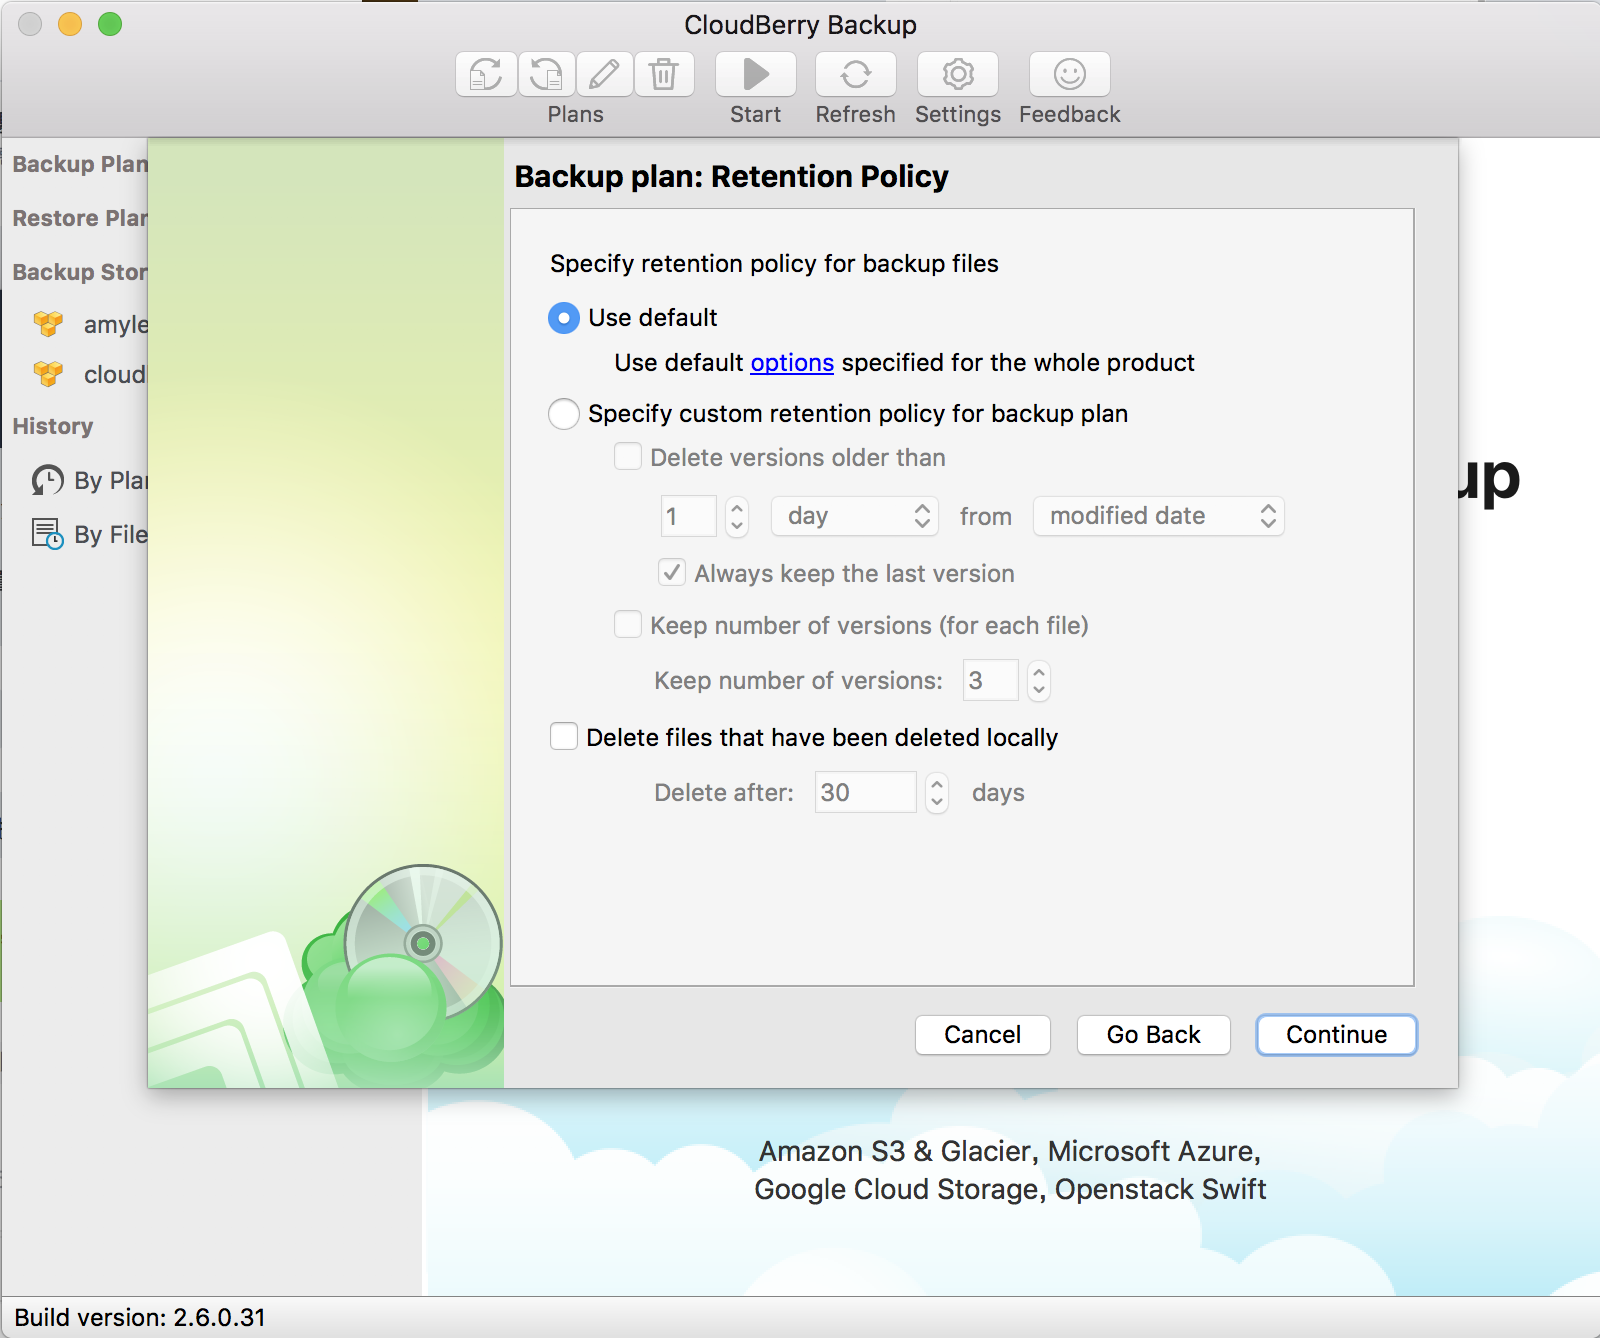 CloudBerry Backup
Plans
Start
Refresh
Settings
Feedback
Backup Plan
Restore Plan
Backup Stor
amyle
cloud
History
By Plan
By File
Backup plan: Retention Policy
Specify retention policy for backup files
Use default
Use default options specified for the whole product
Specify custom retention policy for backup plan
Delete versions older than
1 day from modified date
Always keep the last version
Keep number of versions (for each file)
Keep number of versions: 3
Delete files that have been deleted locally
Delete after: 30 days
Cancel
Go Back
Continue
up
Amazon S3 & Glacier, Microsoft Azure,
Google Cloud Storage, Openstack Swift
Build version: 2.6.0.31